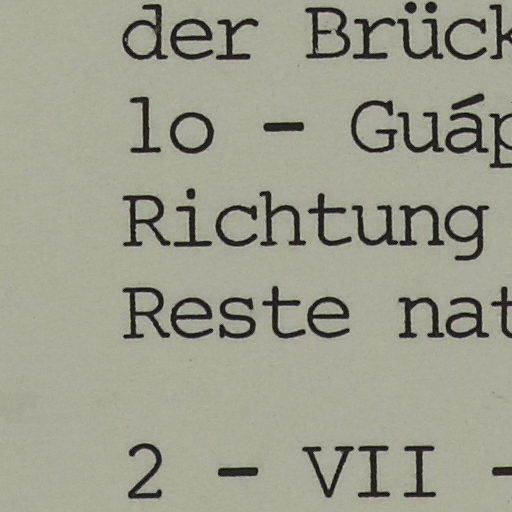 der Brück
lo - Guáp
Richtung
Reste nat
2 - VII -